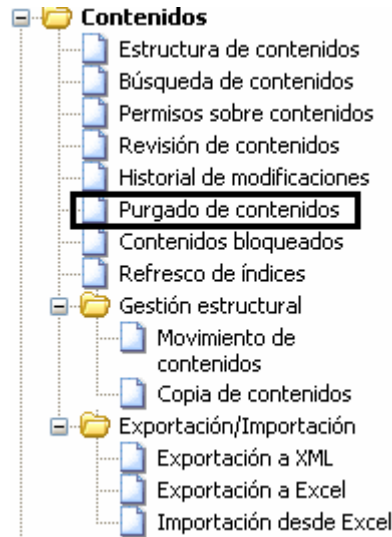 Contenidos
Estructura de contenidos
Búsqueda de contenidos
Permisos sobre contenidos
Revisión de contenidos
Historial de modificaciones
Purgado de contenidos
Contenidos bloqueados
Refresco de índices
Gestión estructural
Movimiento de
contenidos
Copia de contenidos
Exportación/Importación
Exportación a XML
Exportación a Excel
Importación desde Excel